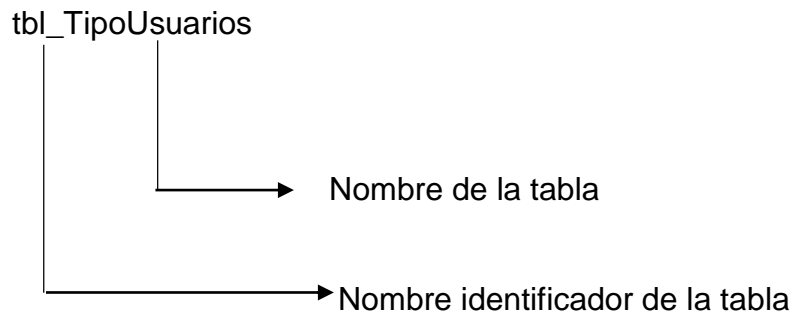 tbl_TipoUsuarios
Nombre de la tabla
Nombre identificador de la tabla